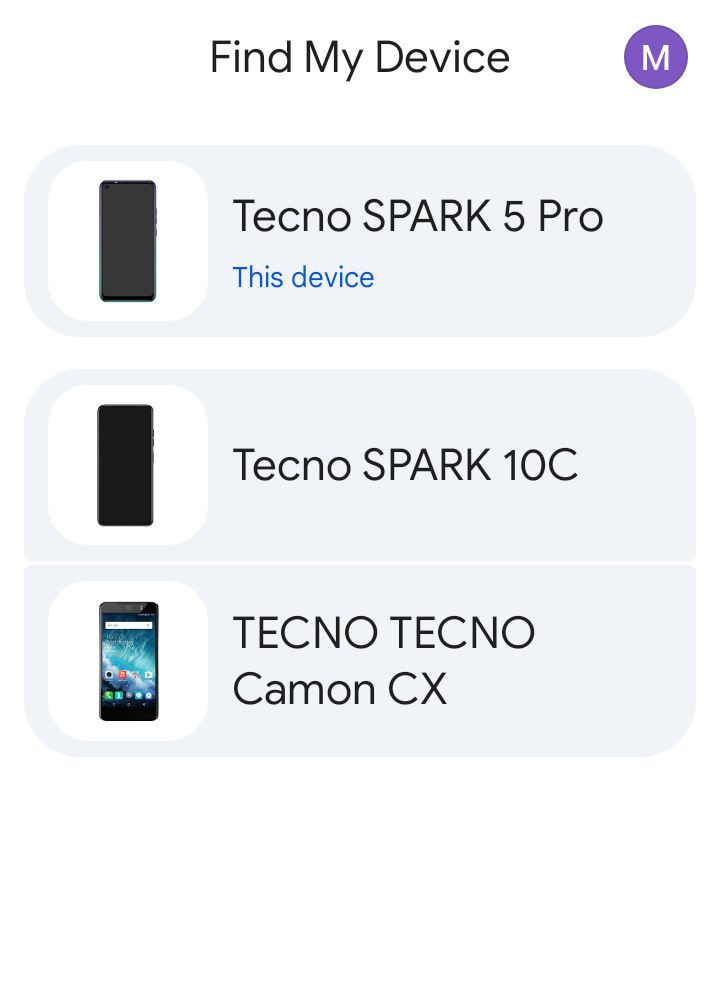 Find My Device
M
Tecno SPARK 5 Pro
This device
Tecno SPARK 10C
TECNO TECNO
Camon CX